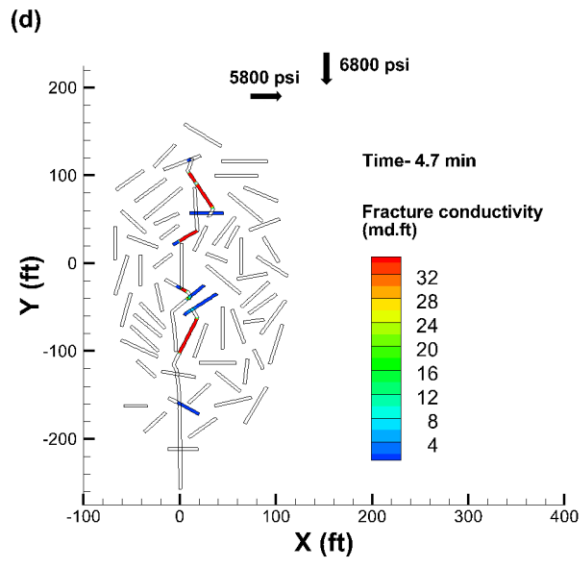 (d)
5800 psi
6800 psi
Time- 4.7 min
Fracture conductivity
(md.ft)
32
28
24
20
16
12
8
4
Y (ft)
200
100
0
-100
-200
-100
0
100
200
300
400
X (ft)